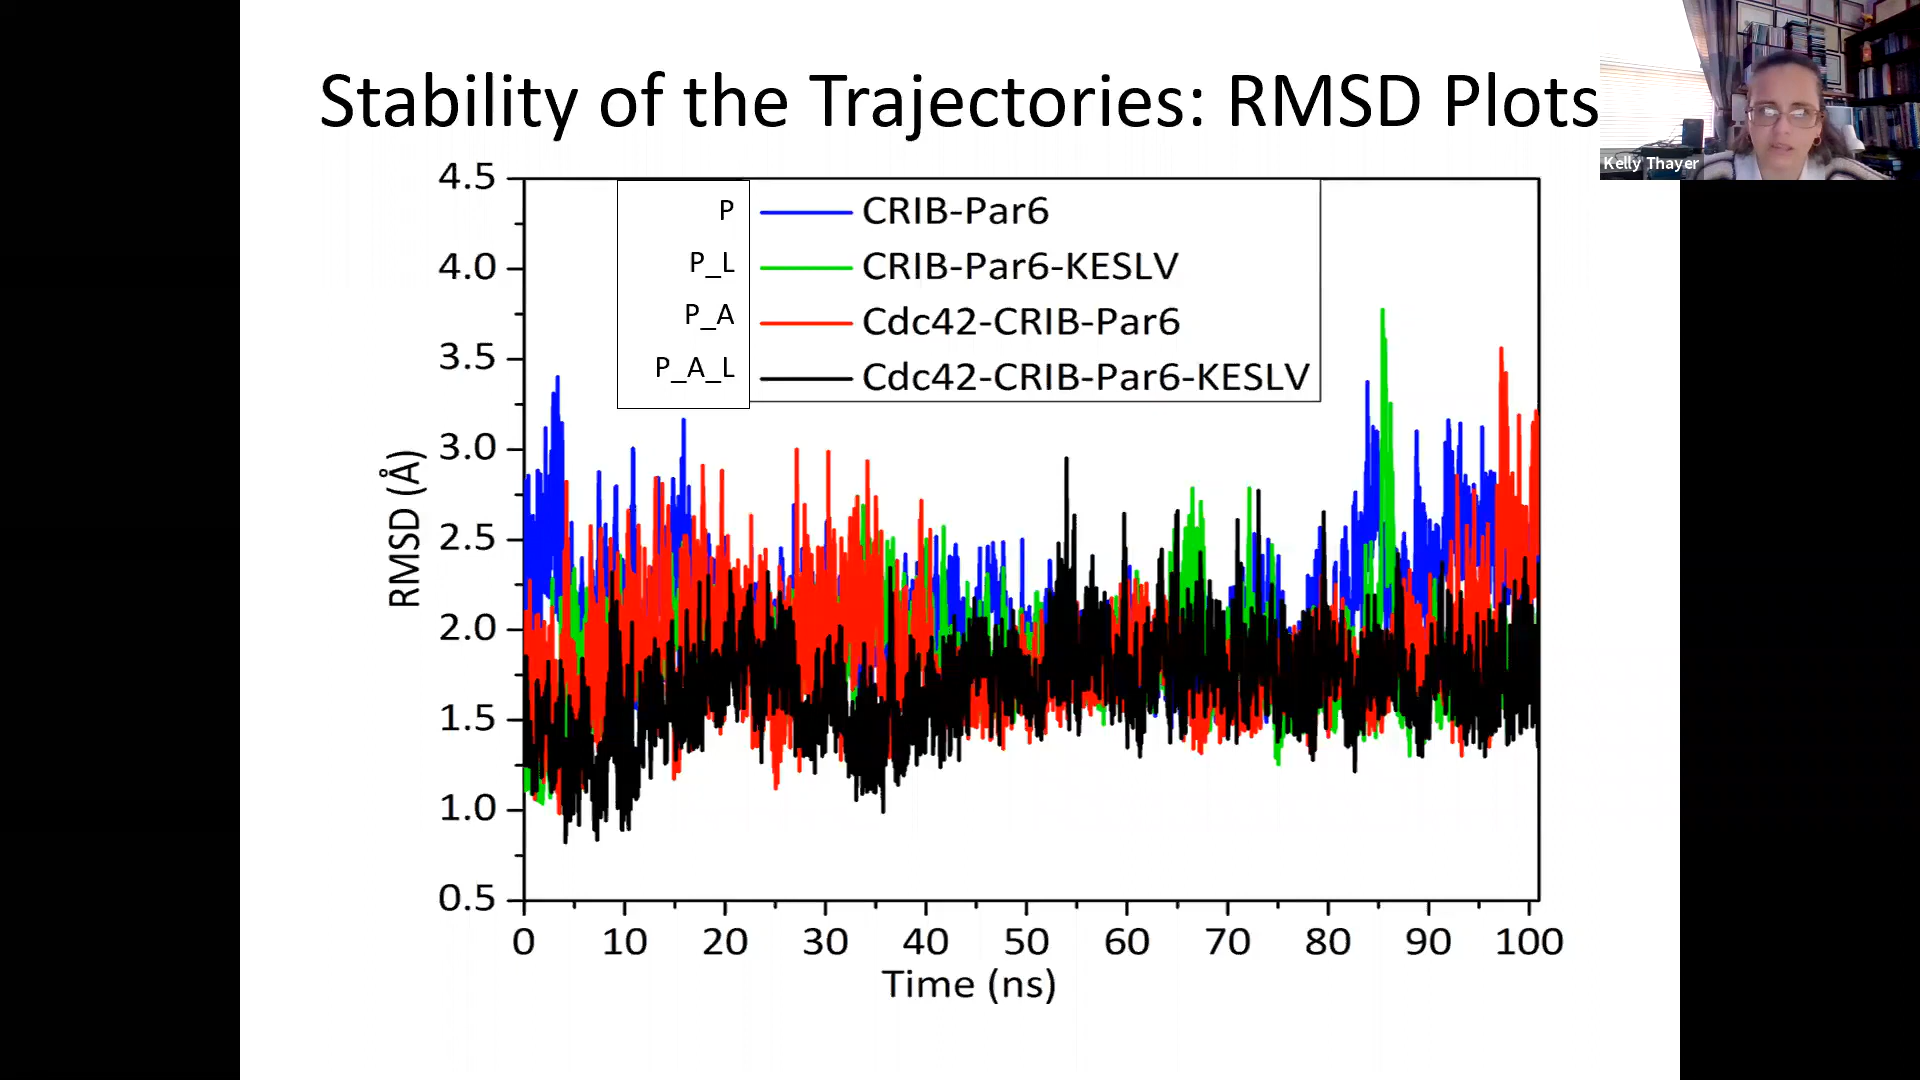 Stability of the Trajectories: RMSD Plots
Kelly Thayer
P CRIB-Par6
P_L CRIB-Par6-KESLV
P_A Cdc42-CRIB-Par6
P_A_L Cdc42-CRIB-Par6-KESLV
RMSD (Å)
4.5
4.0
3.5
3.0
2.5
2.0
1.5
1.0
0.5
0 10 20 30 40 50 60 70 80 90 100
Time (ns)